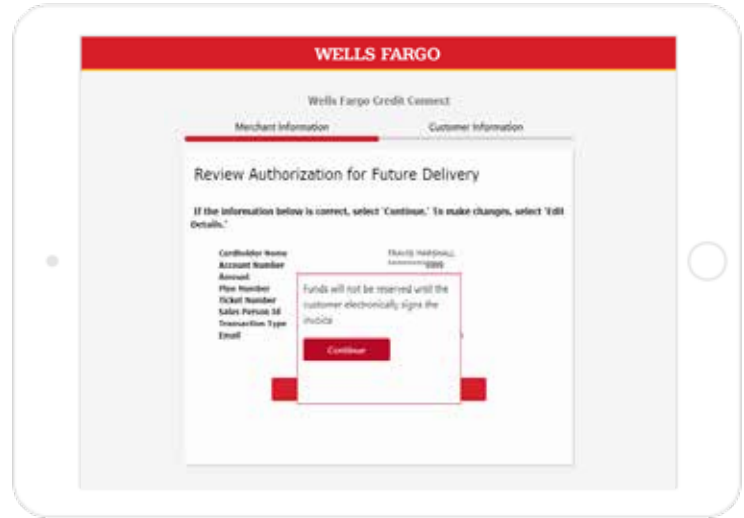 WELLS FARGO
Wells Fargo Credit Connect
Merchant Information Customer Information
Review Authorization for Future Delivery
If the information below is correct, select 'Continue.' To make changes, select 'Edit
Details.'
Cardholder Name TRAVIS MARSHALL
Account Number
Amount
Plan Number
Ticket Number
Sales Person Id
Transaction Type
Email
Funds will not be reserved until the
customer electronically signs the
invoice
Continue